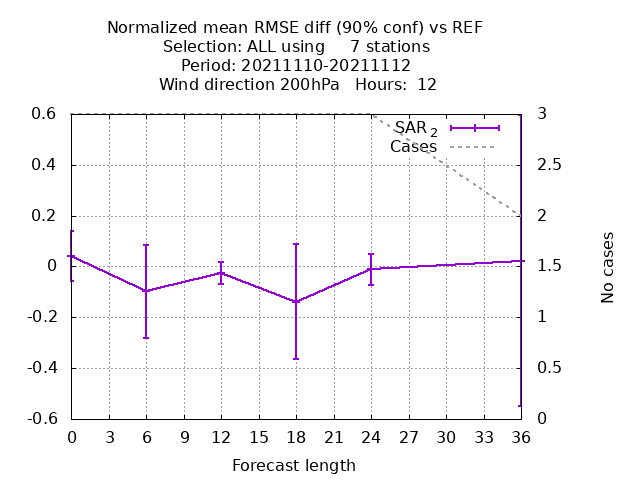 Normalized mean RMSE diff (90% conf) vs REF
Selection: ALL using     7 stations
Period: 20211110-20211112
Wind direction 200hPa   Hours:  12
0.6
0.4
0.2
0
-0.2
-0.4
-0.6
3
2.5
2
1.5
1
0.5
0
SAR 2
Cases
No cases
0 3 6 9 12 15 18 21 24 27 30 33 36
Forecast length